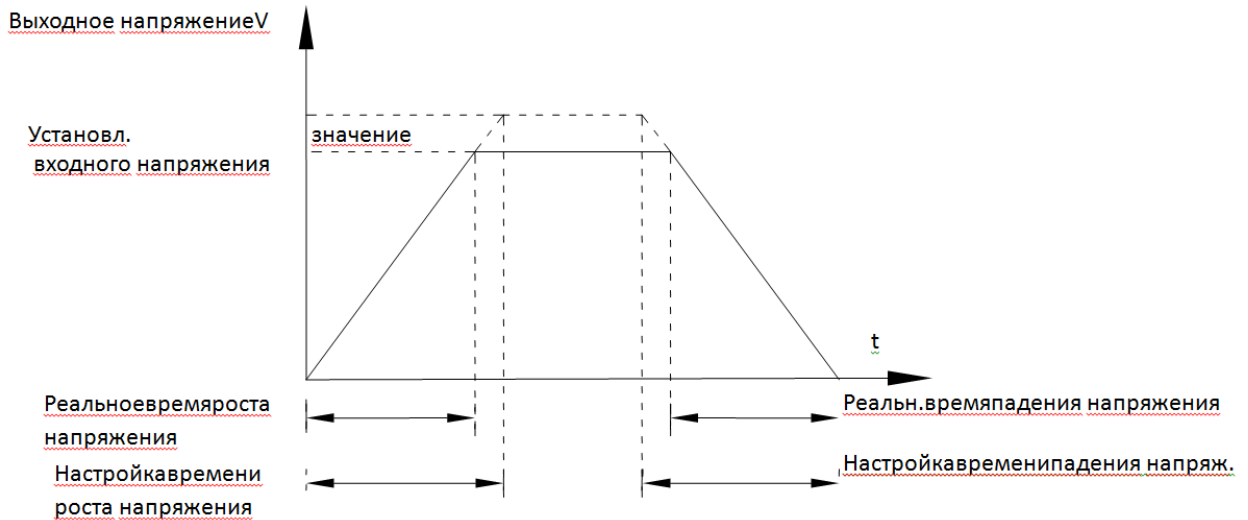 Выходное напряжениеV
Установл.
значение
входного напряжения
t
Реальноевремяроста
напряжения
Реальн.времяпадения напряжения
Настройкавремени
роста напряжения
Настройкавременипадения напряж.